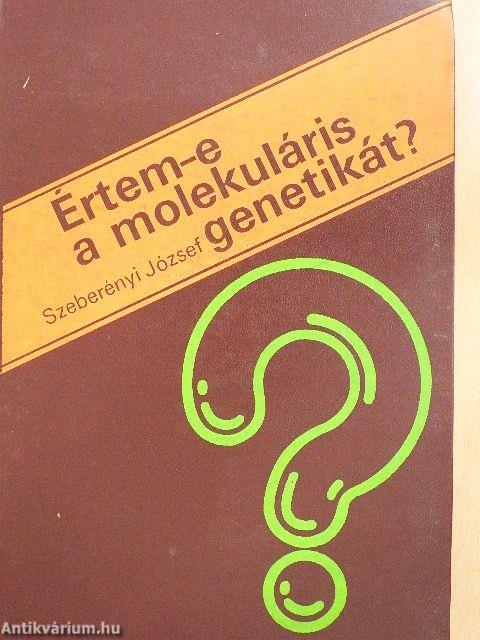 Értem-e
a molekuláris
Szeberényi József genetikát?
Antikvárium.hu